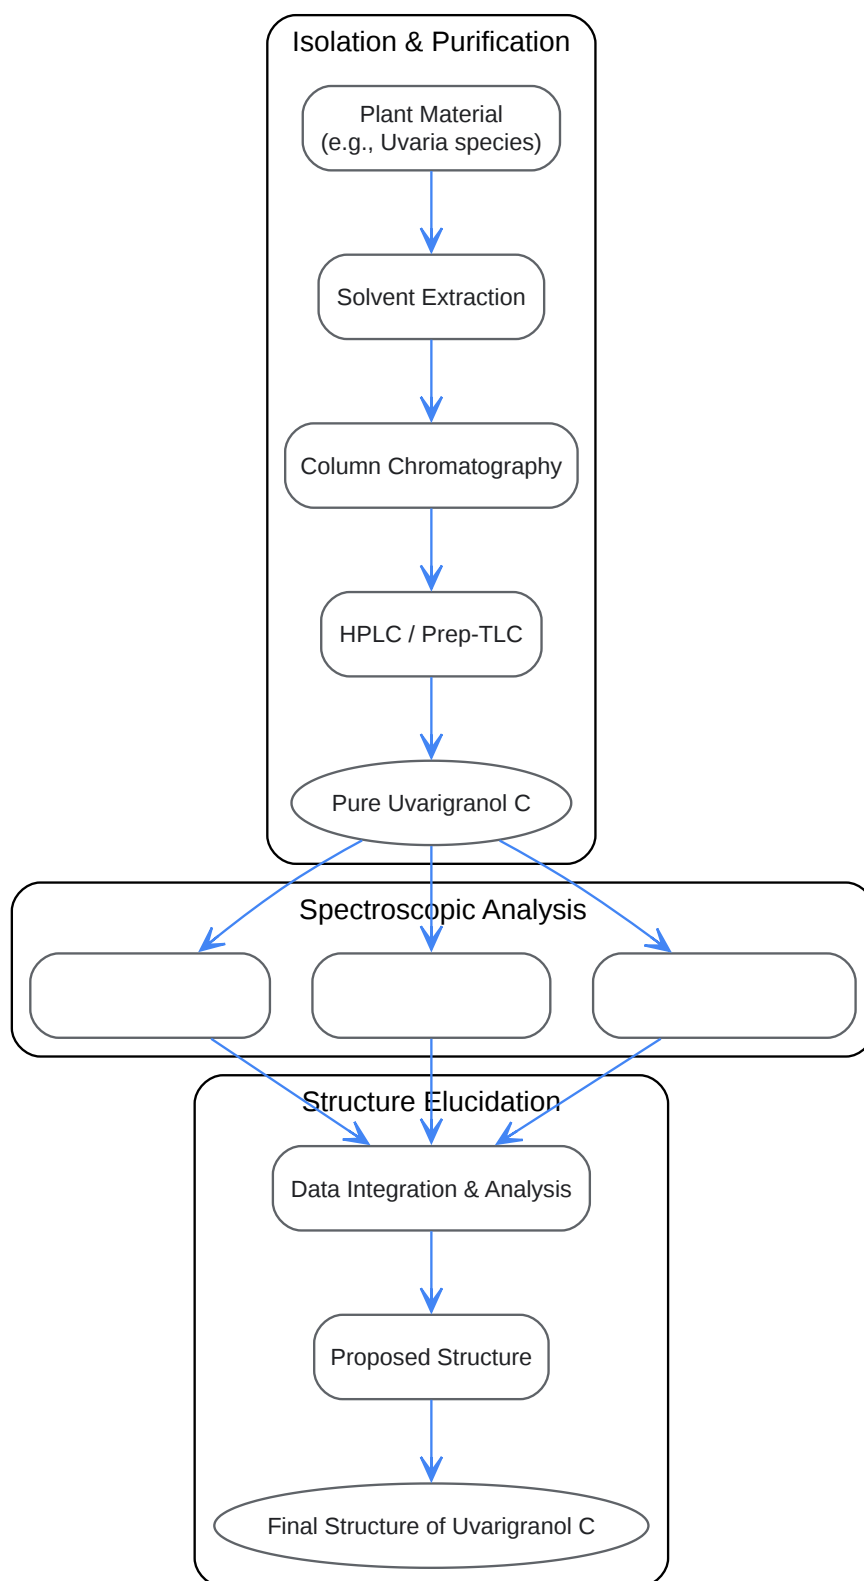 Isolation & Purification
Plant Material
(e.g., Uvaria species)
Solvent Extraction
Column Chromatography
HPLC / Prep-TLC
Pure Uvarigranol C
Spectroscopic Analysis
Structure Elucidation
Data Integration & Analysis
Proposed Structure
Final Structure of Uvarigranol C